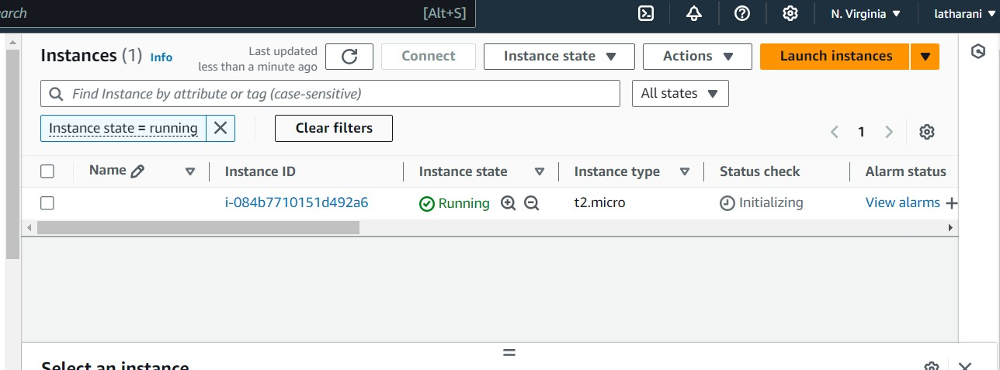 arch [Alt+S] N. Virginia latharani
Instances (1) Info Last updated less than a minute ago Connect Instance state Actions Launch instances
Find Instance by attribute or tag (case-sensitive) All states
Instance state = running Clear filters 1
Name Instance ID Instance state Instance type Status check Alarm status
i-084b7710151d492a6 Running t2.micro Initializing View alarms
Select an instance